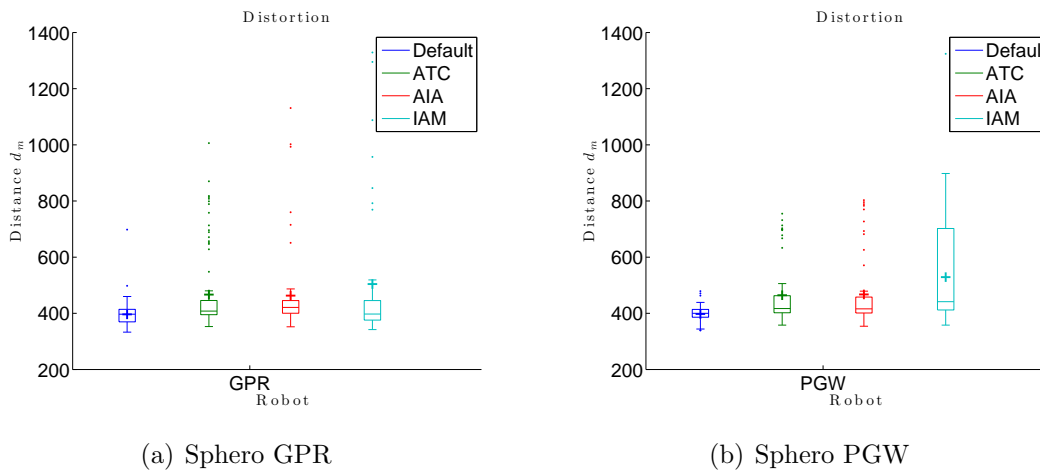 Distortion
1400
1200
1000
800
600
400
200
Distance d_m
Default
ATC
AIA
IAM
GPR
Robot
(a) Sphero GPR
Distortion
1400
1200
1000
800
600
400
200
Distance d_m
Default
ATC
AIA
IAM
PGW
Robot
(b) Sphero PGW